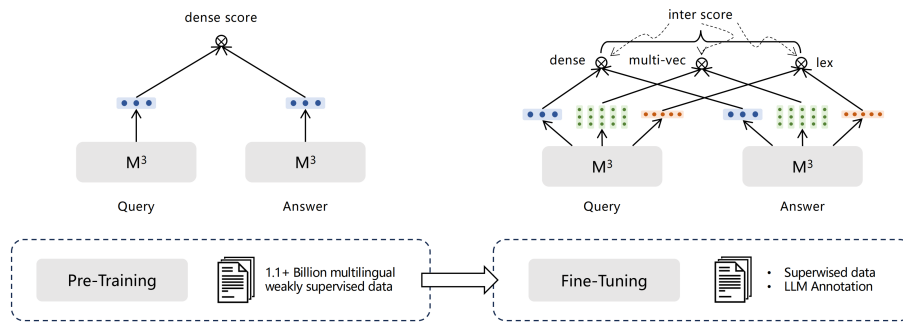 dense score
M³
M³
Query
Answer
Pre-Training
1.1+ Billion multilingual
weakly supervised data
inter score
dense
multi-vec
lex
M³
M³
Query
Answer
Fine-Tuning
• Superwised data
• LLM Annotation